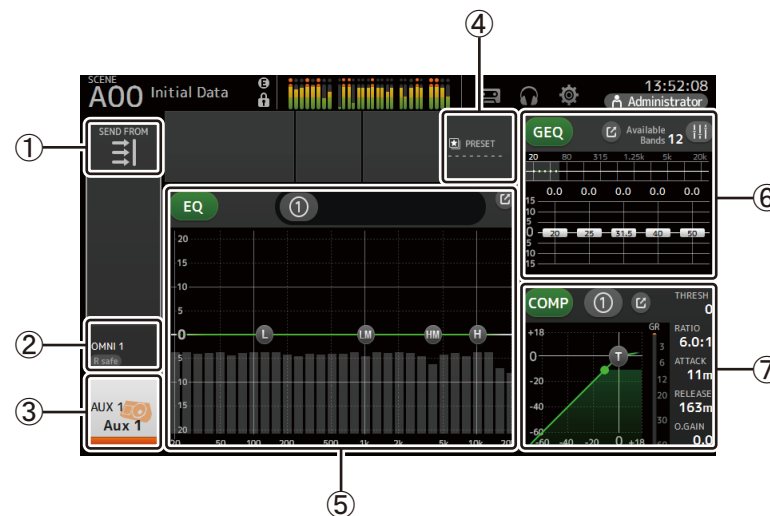 ④
SCENE
A00 Initial Data
E
13:52:08
Administrator
①
SEND FROM
PRESET
GEQ
Available
Bands 12
20 80 315 1.25k 5k 20k
0.0 0.0 0.0 0.0 0.0
15
10
5
0
5
10
15
20 25 31.5 40 50
⑥
EQ
①
20
15
10
5
0
5
10
15
20
L LM HM H
20 50 100 200 500 1k 2k 5k 10k 20
②
OMNI 1
R safe
③
AUX 1
Aux 1
COMP
①
THRESH
0
+18
0
-20
-40
-60
-60 -40 -20 0 +18
T
GR
3
6
12
20
30
60
RATIO
6.0:1
ATTACK
11m
RELEASE
163m
O.GAIN
0.0
⑦
⑤